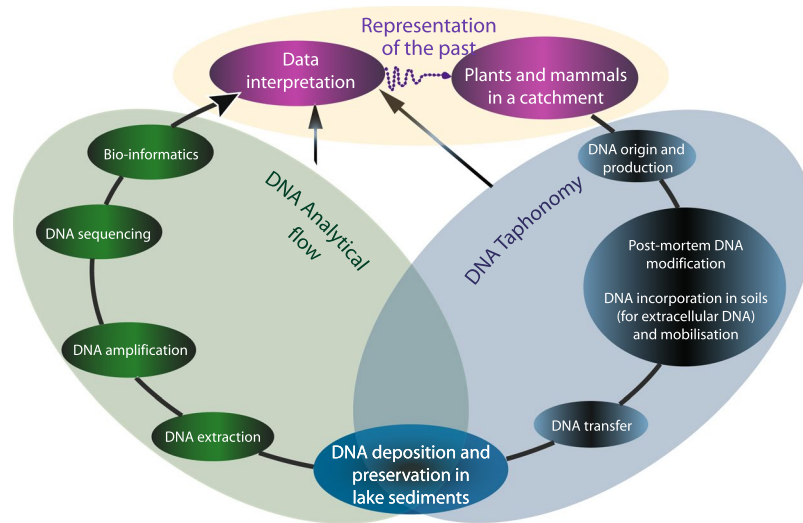 Representation
of the past
Data
interpretation
Plants and mammals
in a catchment
Bio-informatics
DNA origin and
production
DNA Analytical
flow
DNA Taphonomy
DNA sequencing
Post-mortem DNA
modification
DNA incorporation in soils
(for extracellular DNA)
and mobilisation
DNA amplification
DNA extraction
DNA transfer
DNA deposition and
preservation in
lake sediments